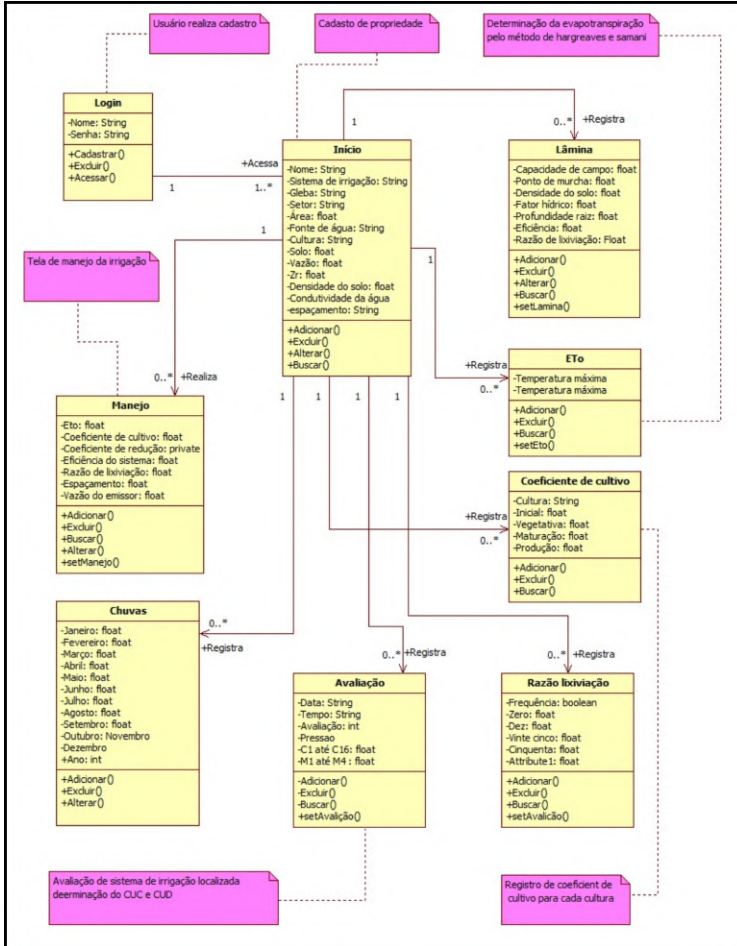 Usuário realiza cadastro
Cadasto de propriedade
Determinação da evapotranspiração
pelo método de hargreaves e samani
Login
-Nome: String
-Senha: String
+Cadastrar()
+Excluir()
+Acessar()
+Acessa
1
1..*
Início
-Nome: String
-Sistema de irrigação: String
-Gleba: String
-Setor: String
-Área: float
-Fonte de água: String
-Cultura: String
-Solo: float
-Vazão: float
-Zr: float
-Densidade do solo: float
-Condutividade da água
-espaçamento: String
+Adicionar()
+Excluir()
+Alterar()
+Buscar()
1
0..* +Registra
Lâmina
-Capacidade de campo: float
-Ponto de murcha: float
-Densidade do solo: float
-Fator hídrico: float
-Profundidade raiz: float
-Eficiência: float
-Razão de lixiviação: Float
+Adicionar()
+Excluir()
+Alterar()
+Buscar()
+setLamina()
Tela de manejo da irrigação
1
0..* +Realiza
Manejo
-Eto: float
-Coeficiente de cultivo: float
-Coeficiente de redução: private
-Eficiência do sistema: float
-Razão de lixiviação: float
-Espaçamento: float
-Vazão do emissor: float
+Adicionar()
+Excluir()
+Buscar()
+Alterar()
+setManejo()
1
+Registra
0..*
ETo
-Temperatura máxima
-Temperatura máxima
+Adicionar()
+Excluir()
+Buscar()
+setEto()
1
1
1
1
+Registra
0..*
Coeficiente de cultivo
-Cultura: String
-Inicial: float
-Vegetativa: float
-Maturação: float
-Produção: float
+Adicionar()
+Excluir()
+Buscar()
Chuvas
-Janeiro: float
-Fevereiro: float
-Março: float
-Abril: float
-Maio: float
-Junho: float
-Julho: float
-Agosto: float
-Setembro: float
-Outubro: Novembro
-Dezembro
+Ano: int
+Adicionar()
+Excluir()
+Alterar()
0..*
+Registra
0..* +Registra
Avaliação
-Data: String
-Tempo: String
-Avaliação: int
-Pressao
-C1 até C16: float
-M1 até M4 : float
-Adicionar()
-Excluir()
-Buscar()
+setAvalição()
0..* +Registra
Razão lixiviação
-Frequência: boolean
-Zero: float
-Dez: float
-Vinte cinco: float
-Cinquenta: float
-Attribute1: float
+Adicionar()
+Excluir()
+Buscar()
+setAvalicão()
Avaliação de sistema de irrigação localizada
deerminação do CUC e CUD
Registro de coeficient de
cultivo para cada cultura